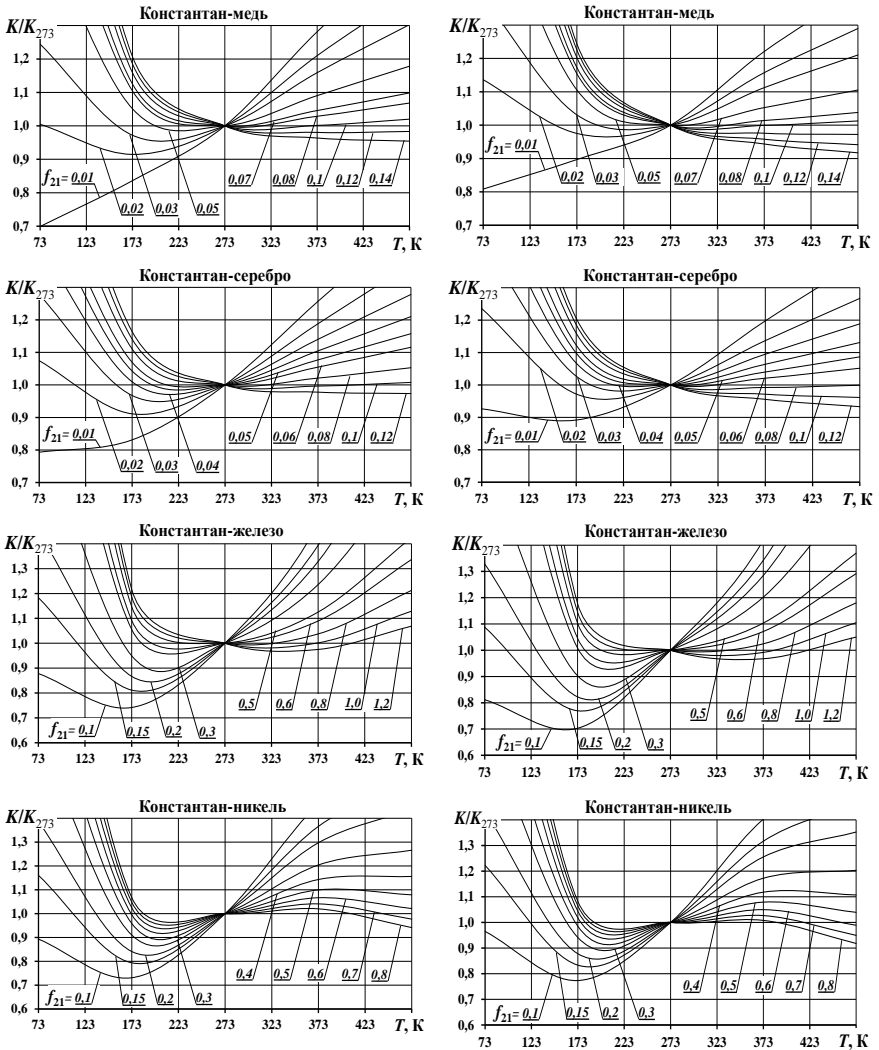 Константан-медь
K/K273
1,2
1,1
1,0
0,9
0,8
0,7
f21= 0,01
0,02 0,03 0,05
0,07 0,08 0,1 0,12 0,14
73 123 173 223 273 323 373 423 T, К
Константан-медь
K/K273
1,2
1,1
1,0
0,9
0,8
0,7
f21= 0,01
0,02 0,03 0,05 0,07 0,08 0,1 0,12 0,14
73 123 173 223 273 323 373 423 T, К
Константан-серебро
K/K273
1,2
1,1
1,0
0,9
0,8
0,7
f21= 0,01
0,02 0,03 0,04
0,05 0,06 0,08 0,1 0,12
73 123 173 223 273 323 373 423 T, К
Константан-серебро
K/K273
1,2
1,1
1,0
0,9
0,8
0,7
f21= 0,01 0,02 0,03 0,04 0,05 0,06 0,08 0,1 0,12
73 123 173 223 273 323 373 423 T, К
Константан-железо
K/K273
1,3
1,2
1,1
1,0
0,9
0,8
0,7
0,6
f21= 0,1 0,15 0,2 0,3
0,5 0,6 0,8 1,0 1,2
73 123 173 223 273 323 373 423 T, К
Константан-железо
K/K273
1,3
1,2
1,1
1,0
0,9
0,8
0,7
0,6
f21= 0,1 0,15 0,2 0,3
0,5 0,6 0,8 1,0 1,2
73 123 173 223 273 323 373 423 T, К
Константан-никель
K/K273
1,3
1,2
1,1
1,0
0,9
0,8
0,7
0,6
f21= 0,1 0,15 0,2 0,3
0,4 0,5 0,6 0,7 0,8
73 123 173 223 273 323 373 423 T, К
Константан-никель
K/K273
1,3
1,2
1,1
1,0
0,9
0,8
0,7
0,6
f21= 0,1 0,15 0,2 0,3
0,4 0,5 0,6 0,7 0,8
73 123 173 223 273 323 373 423 T, К